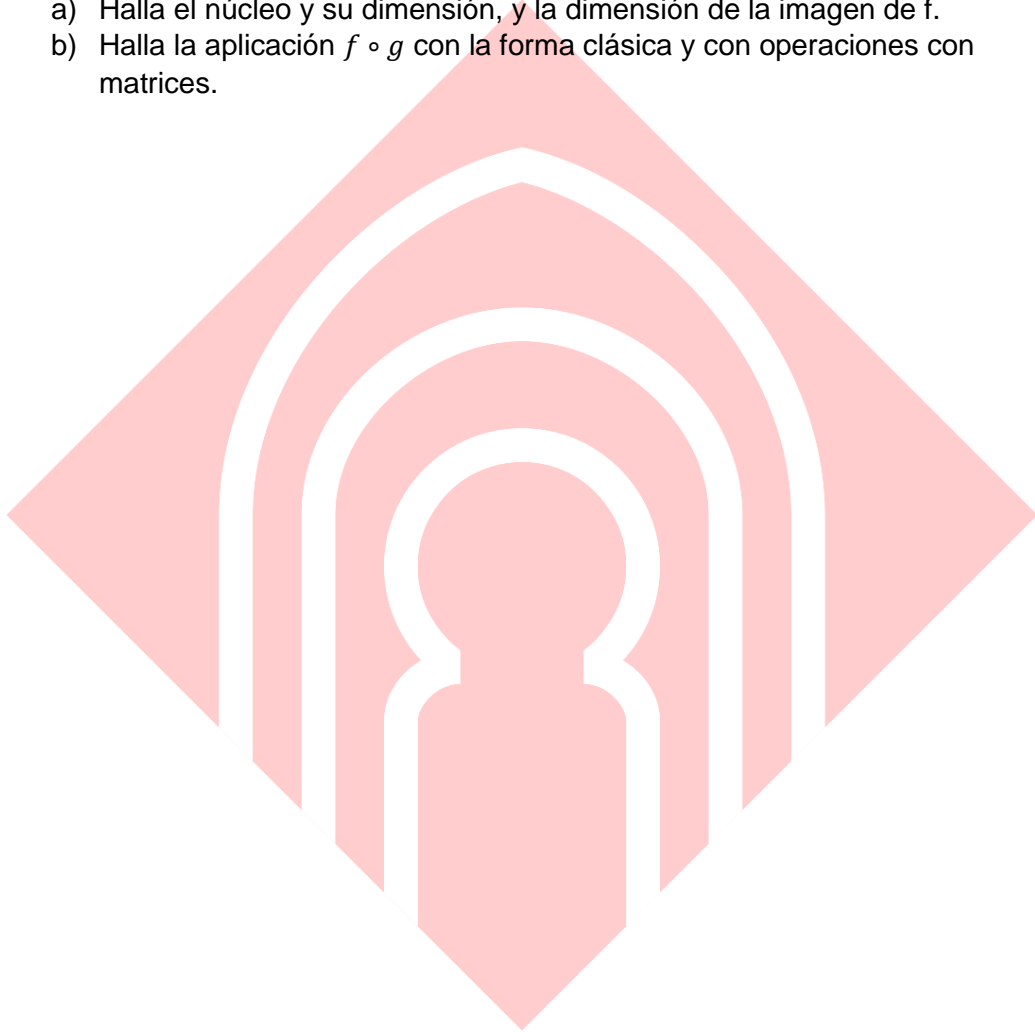 a) Halla el núcleo y su dimensión, y la dimensión de la imagen de f.
b) Halla la aplicación 𝑓 ∘ 𝑔 con la forma clásica y con operaciones con
matrices.